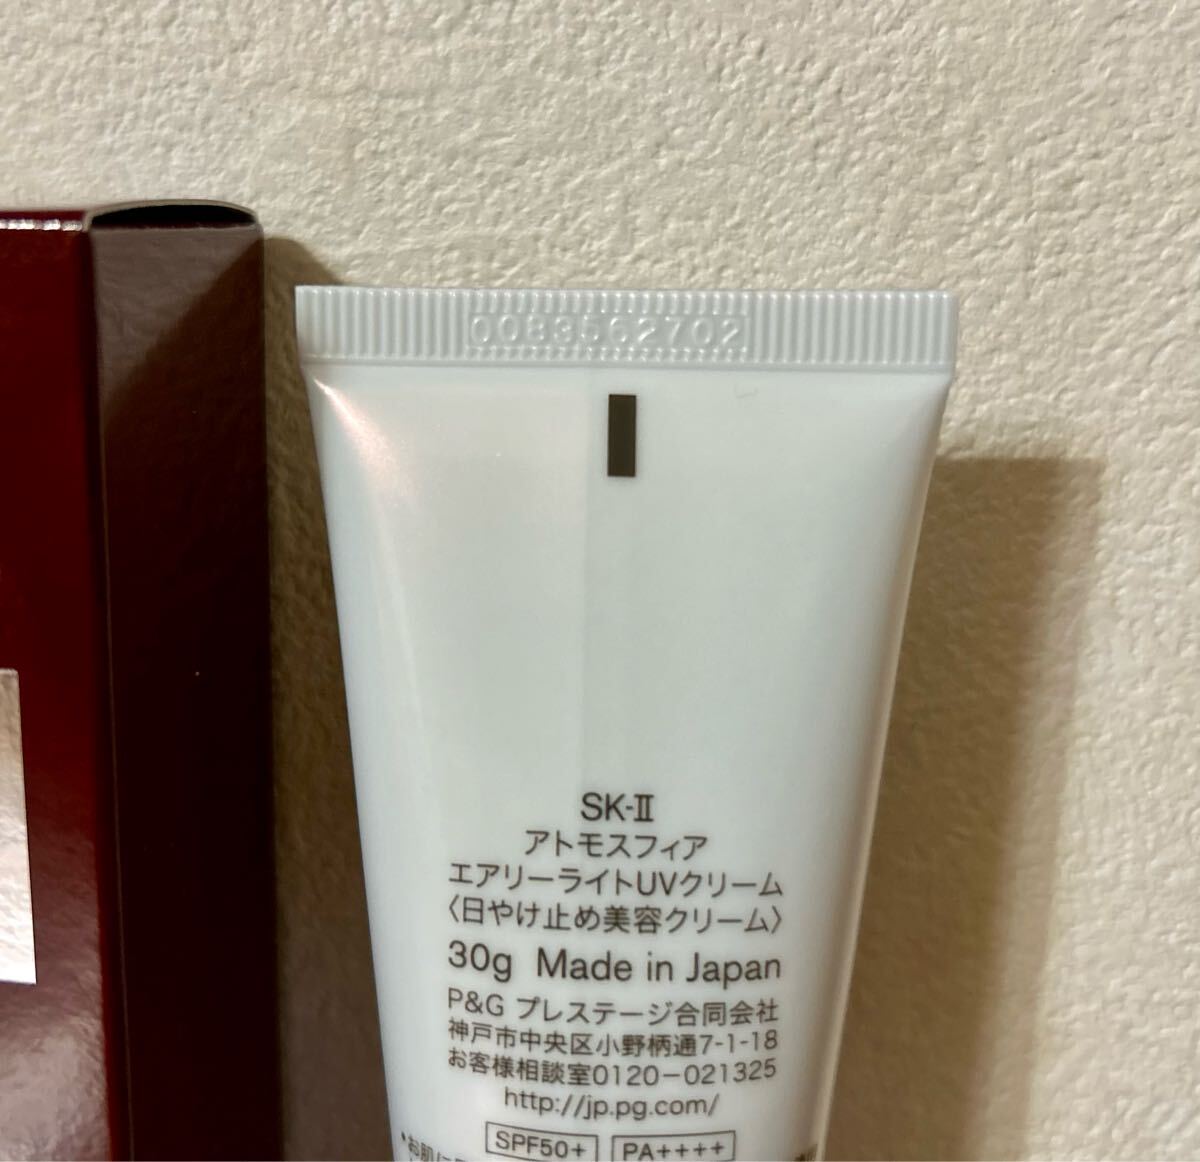 0083562702
SK-Ⅱ
アトモスフィア
エアリーライトUVクリーム
〈日やけ止め美容クリーム〉
30g Made in Japan
P&G プレステージ合同会社
神戸市中央区小野柄通7-1-18
お客様相談室0120-021325
http://jp.pg.com/
SPF50+ PA++++
*お肌に